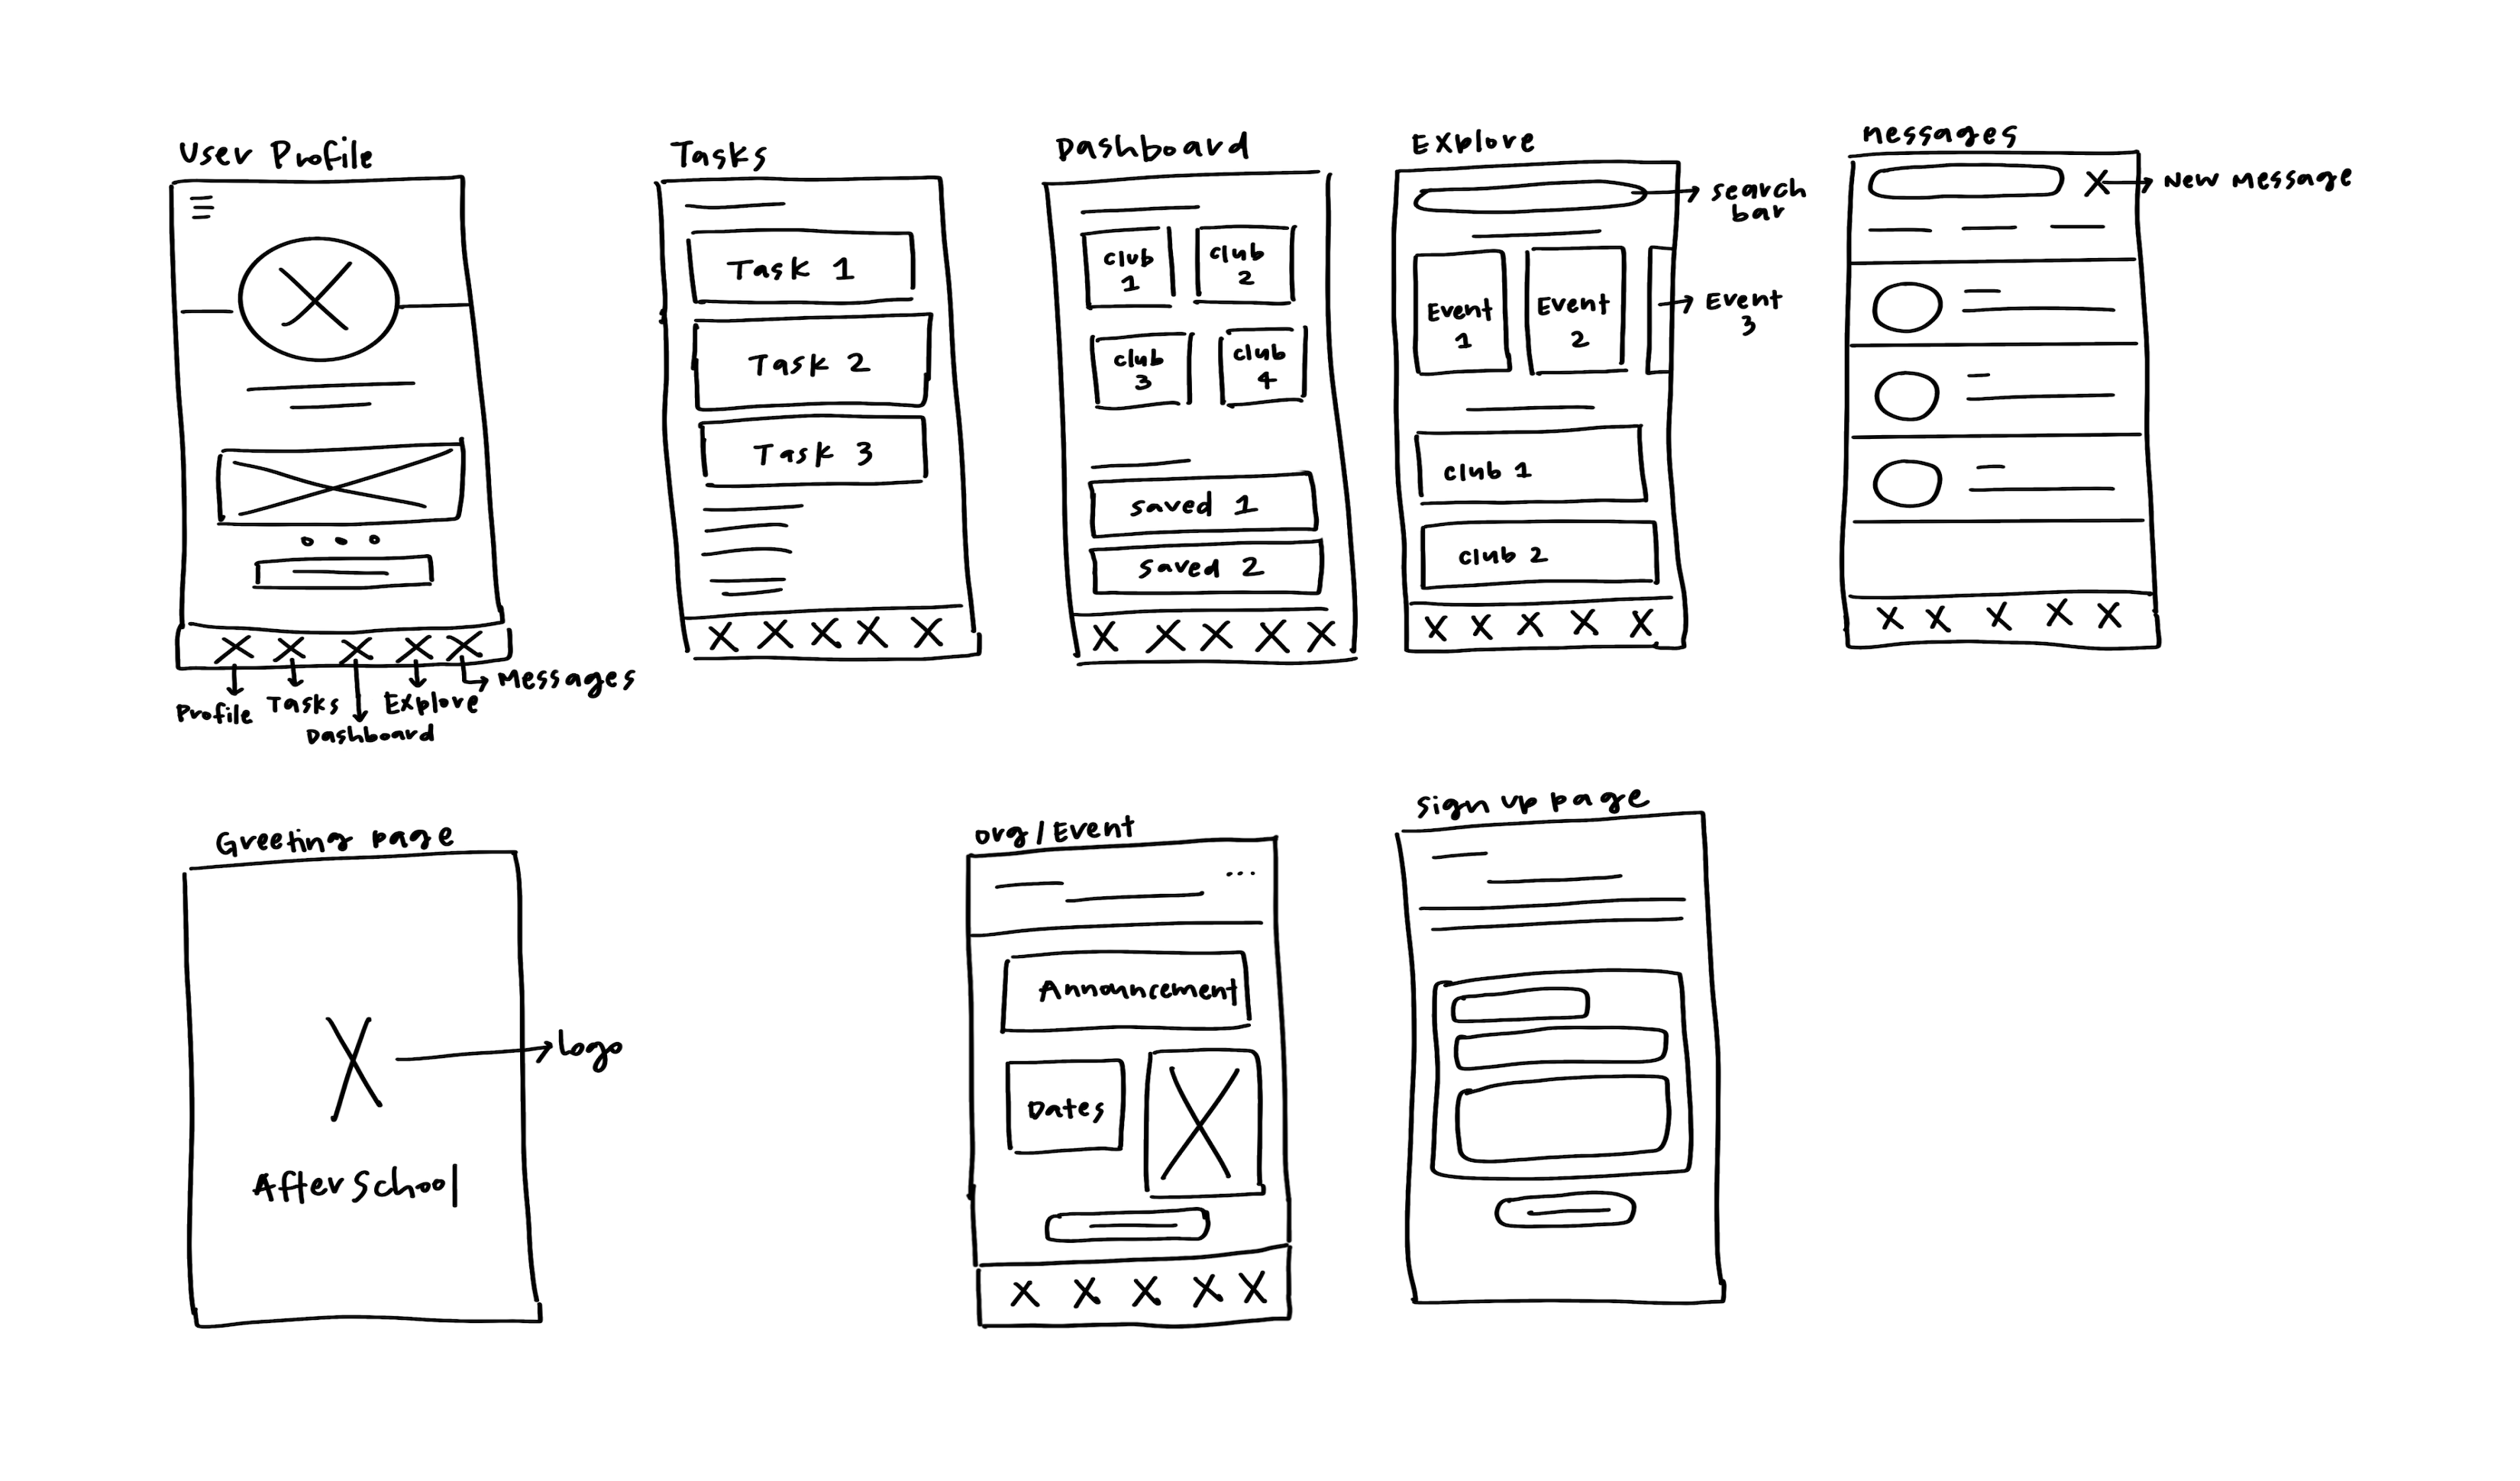 User Profile
Profile
Tasks
Dashboard
Explore
Messages
Tasks
Task 1
Task 2
Task 3
Dashboard
club
1
club
2
club
3
club
4
saved 1
saved 2
Explore
search
bar
Event
1
Event
2
Event
3
club 1
club 2
Messages
New Message
Greeting page
Logo
After School
org/Event
...
Announcement
Dates
sign up page